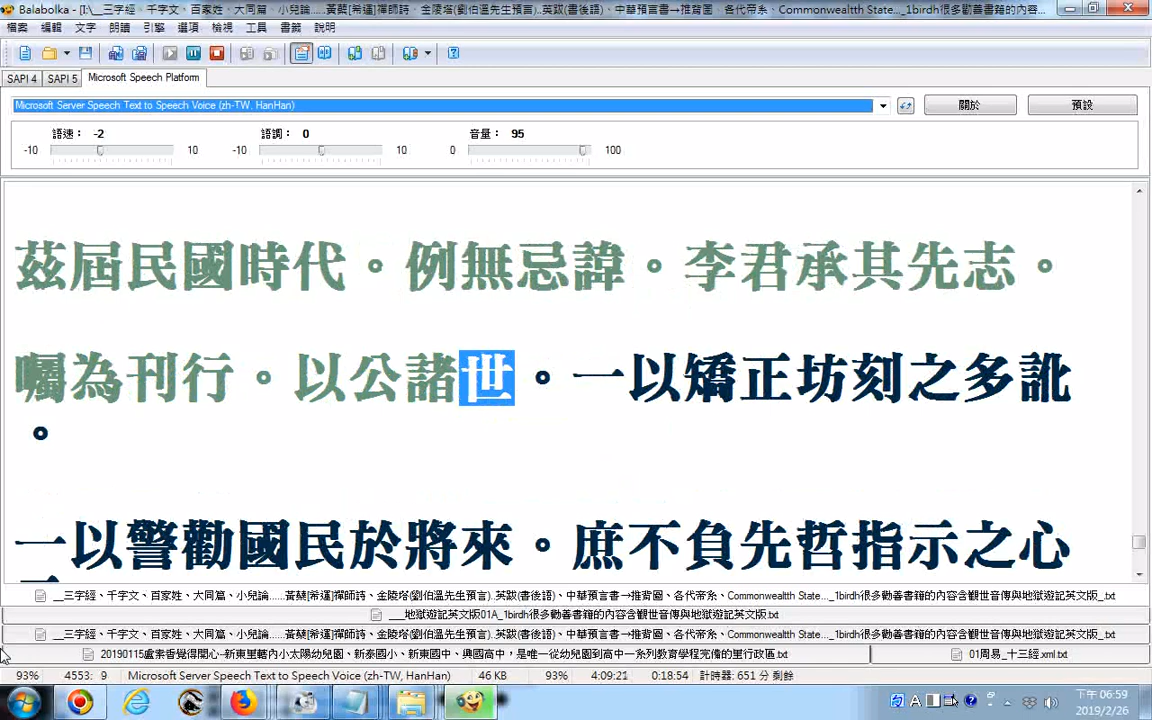 Balabolka - [I:\__三字經、千字文、百家姓、大同篇、小兒論.....黃蘗[希運]禪師詩、金陵塔(劉伯溫先生預言)..英跋(書後語)、中華預言書→推背圖、各代帝系、Commonwealtth State..._1birdh很多勸善書籍的內容...
檔案 編輯 文字 朗讀 引擎 選項 檢視 工具 書籤 說明
SAPI 4 SAPI 5 Microsoft Speech Platform
Microsoft Server Speech Text to Speech Voice (zh-TW, HanHan) 關於 預設
語速： -2 語調： 0 音量： 95
-10 10 -10 10 0 100
茲屆民國時代。例無忌諱。李君承其先志。
囑為刊行。以公諸世。一以矯正坊刻之多訛
。
一以警勸國民於將來。庶不負先哲指示之心
__三字經、千字文、百家姓、大同篇、小兒論.....黃蘗[希運]禪師詩、金陵塔(劉伯溫先生預言)..英跋(書後語)、中華預言書→推背圖、各代帝系、Commonwealtth State..._1birdh很多勸善書籍的內容含觀世音傳與地獄遊記英文版_.txt
___地獄遊記英文版01A_1birdh很多勸善書籍的內容含觀世音傳與地獄遊記英文版.txt
__三字經、千字文、百家姓、大同篇、小兒論.....黃蘗[希運]禪師詩、金陵塔(劉伯溫先生預言)..英跋(書後語)、中華預言書→推背圖、各代帝系、Commonwealtth State..._1birdh很多勸善書籍的內容含觀世音傳與地獄遊記英文版_.txt
20190115盧素香覺得開心--新東里轄內小太陽幼兒園、新泰國小、新東國中、興國高中，是唯一從幼兒園到高中一系列教育學程完備的里行政區.txt 01周易_十三經.xml.txt
93% 4553: 9 Microsoft Server Speech Text to Speech Voice (zh-TW, HanHan) 46 KB 93% 4:09:21 0:18:54 計時器: 651 分 剩餘
下午 06:59
2019/2/26